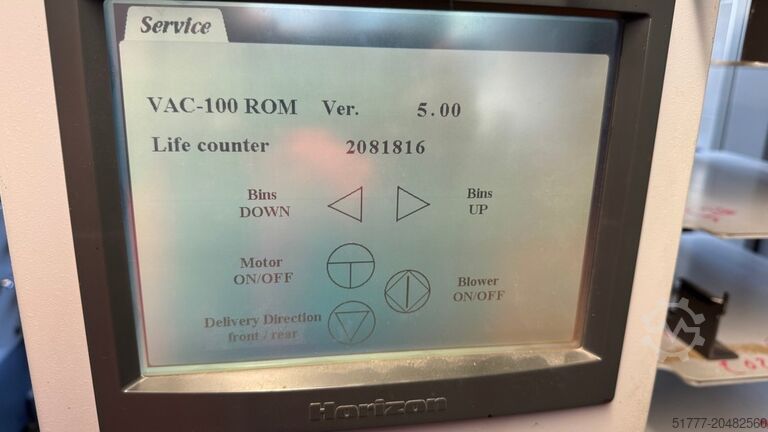 Service
VAC-100 ROM Ver. 5.00
Life counter 2081816
Bins DOWN
Bins UP
Motor ON/OFF
Blower ON/OFF
Delivery Direction
front / rear
Horizon
51777-20482560